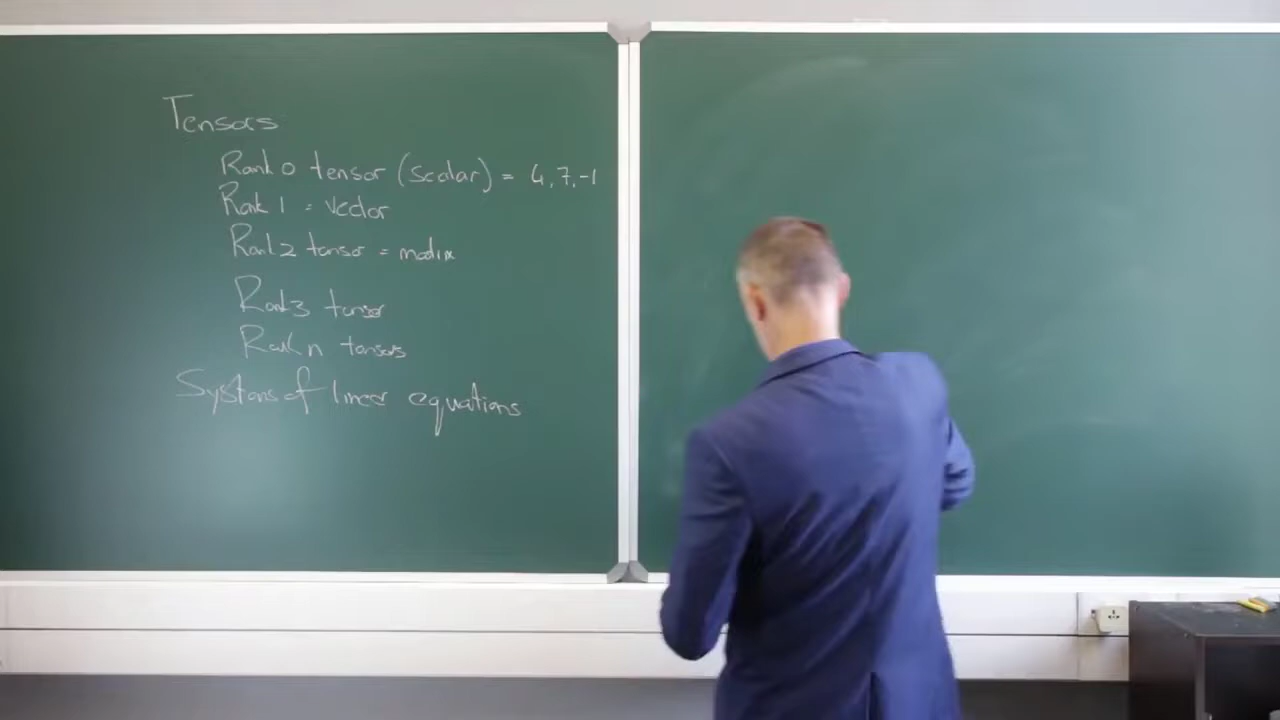 Tensors
Rank 0 tensor (scalar) = 4, 7, -1
Rank 1 = vector
Rank 2 tensor = matrix
Rank 3 tensor
Rank n tensors
Systems of linear equations